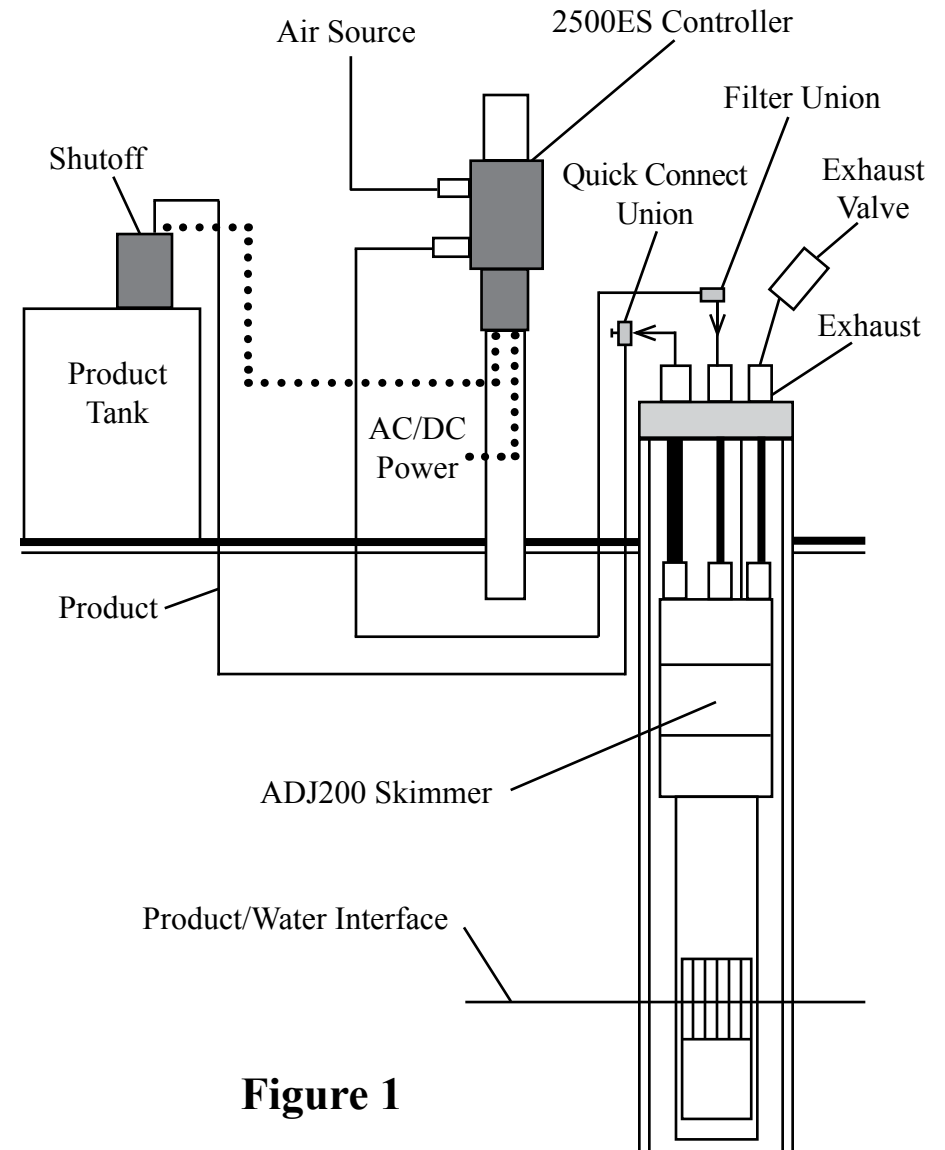 Air Source
2500ES Controller
Filter Union
Shutoff
Quick Connect
Union
Exhaust
Valve
Exhaust
Product
Tank
AC/DC
Power
Product
ADJ200 Skimmer
Product/Water Interface
Figure 1